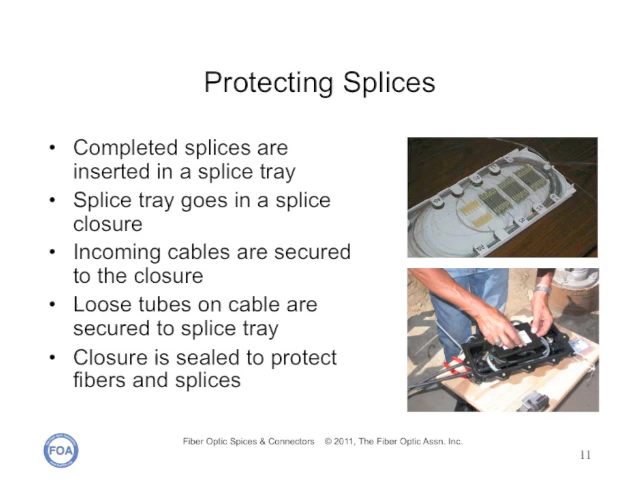 Protecting Splices
• Completed splices are
inserted in a splice tray
• Splice tray goes in a splice
closure
• Incoming cables are secured
to the closure
• Loose tubes on cable are
secured to splice tray
• Closure is sealed to protect
fibers and splices
FOA
Fiber Optic Spices & Connectors © 2011, The Fiber Optic Assn. Inc.
11